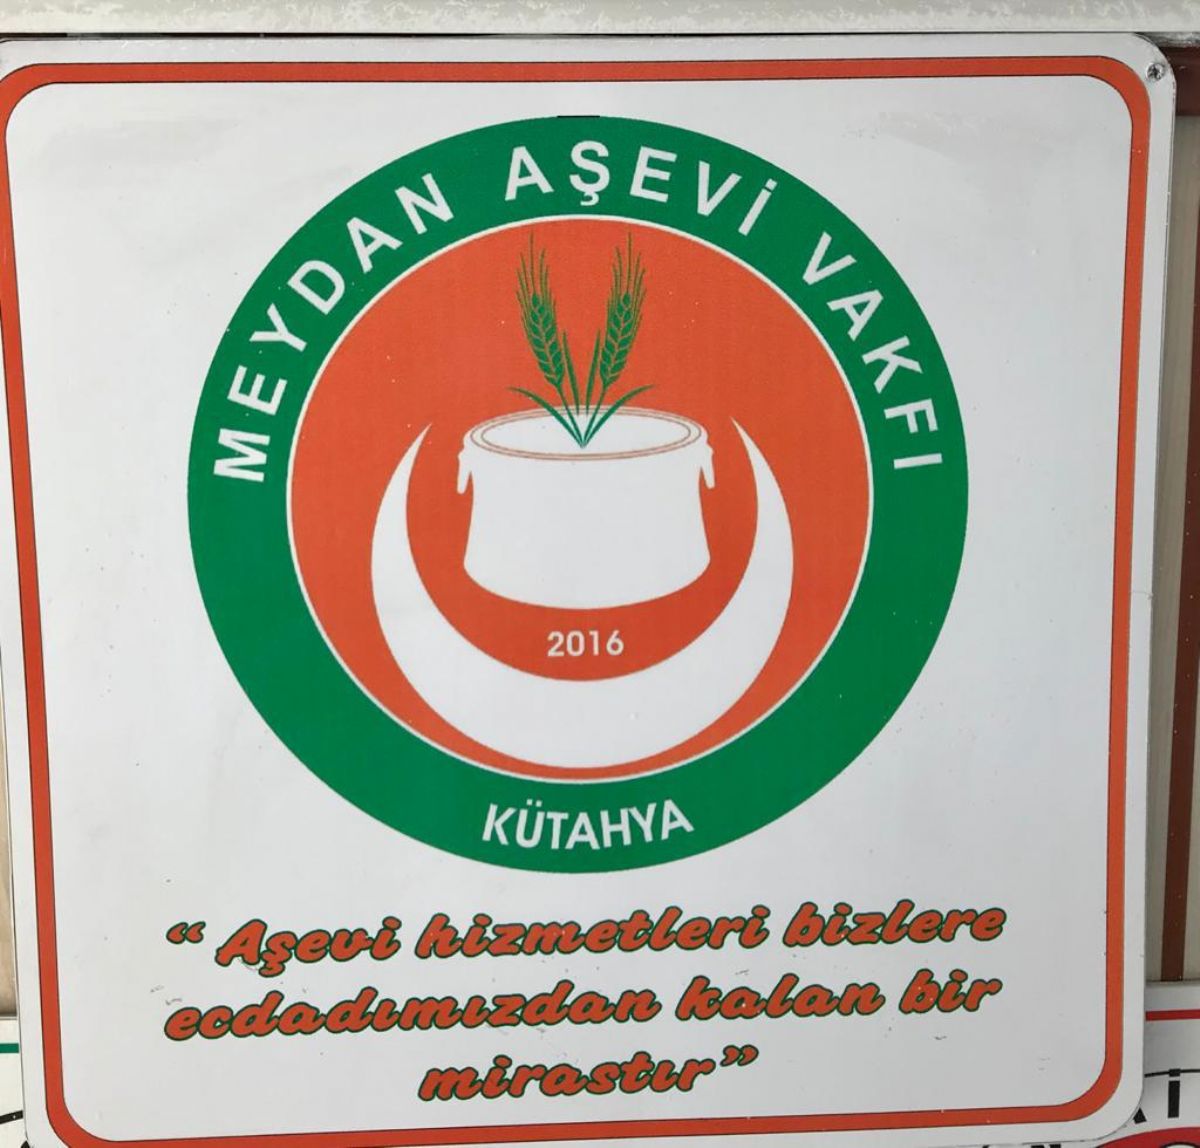 MEYDAN AŞEVİ VAKFI
2016
KÜTAHYA
“Aşevi hizmetleri bizlere
ecdadımızdan kalan bir
mirastır”